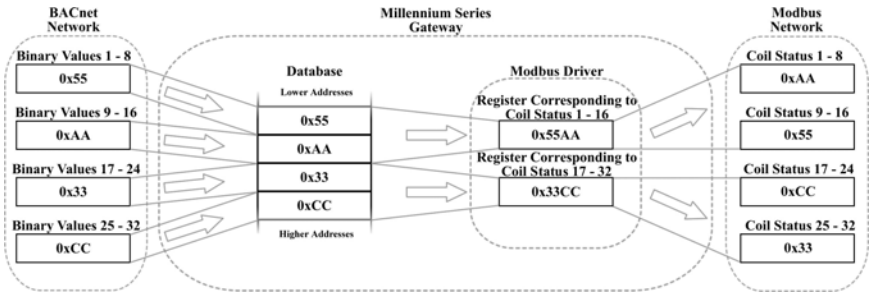 BACnet
Network
Binary Values 1 - 8
0x55
Binary Values 9 - 16
0xAA
Binary Values 17 - 24
0x33
Binary Values 25 - 32
0xCC
Millennium Series
Gateway
Database
Lower Addresses
0x55
0xAA
0x33
0xCC
Higher Addresses
Modbus Driver
Register Corresponding to
Coil Status 1 - 16
0x55AA
Register Corresponding to
Coil Status 17 - 32
0x33CC
Modbus
Network
Coil Status 1 - 8
0xAA
Coil Status 9 - 16
0x55
Coil Status 17 - 24
0xCC
Coil Status 25 - 32
0x33